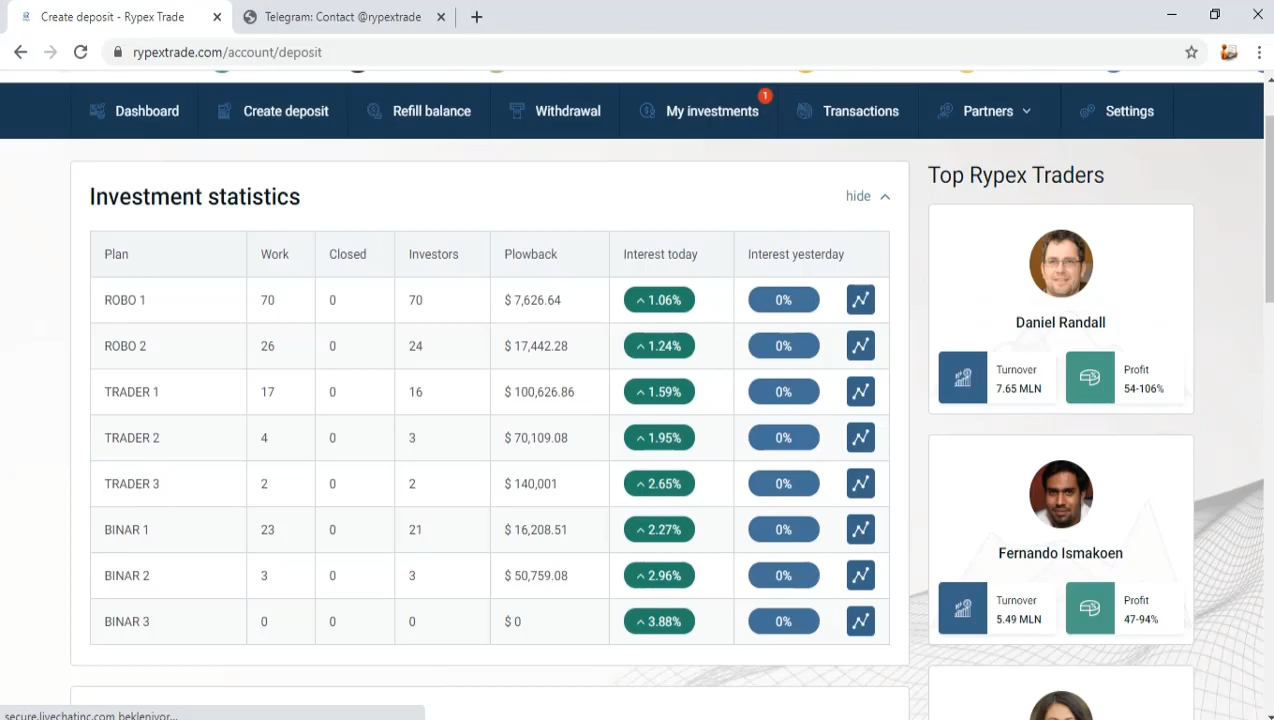 Create deposit - Rypex Trade
Telegram: Contact @rypextrade
rypextrade.com/account/deposit
Dashboard Create deposit Refill balance Withdrawal My investments 1 Transactions Partners Settings
Investment statistics hide
Plan Work Closed Investors Plowback Interest today Interest yesterday
ROBO 1 70 0 70 $ 7,626.64 1.06% 0%
ROBO 2 26 0 24 $ 17,442.28 1.24% 0%
TRADER 1 17 0 16 $ 100,626.86 1.59% 0%
TRADER 2 4 0 3 $ 70,109.08 1.95% 0%
TRADER 3 2 0 2 $ 140,001 2.65% 0%
BINAR 1 23 0 21 $ 16,208.51 2.27% 0%
BINAR 2 3 0 3 $ 50,759.08 2.96% 0%
BINAR 3 0 0 0 $ 0 3.88% 0%
Top Rypex Traders
Daniel Randall
Turnover Profit
7.65 MLN 54-106%
Fernando Ismakoen
Turnover Profit
5.49 MLN 47-94%
secure.livechatinc.com bekleniyor...